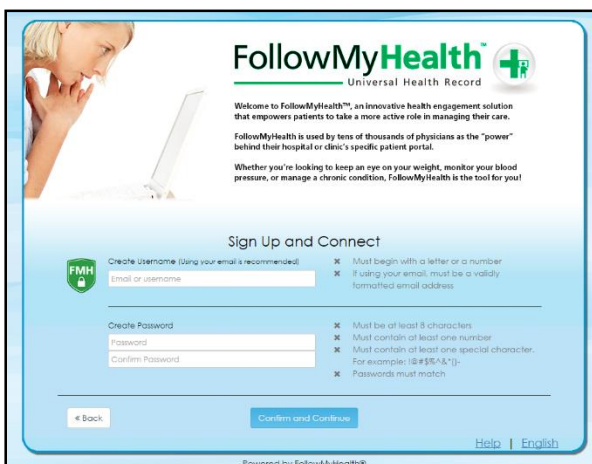 FollowMyHealth™
Universal Health Record
Welcome to FollowMyHealth™, an innovative health engagement solution
that empowers patients to take a more active role in managing their care.
FollowMyHealth is used by tens of thousands of physicians as the "power"
behind their hospital or clinic's specific patient portal.
Whether you're looking to keep an eye on your weight, monitor your blood
pressure, or manage a chronic condition, FollowMyHealth is the tool for you!
Sign Up and Connect
FMH
Create Username (Using your email is recommended)
Email or username
✖ Must begin with a letter or a number
✖ If using your email, must be a validly
formatted email address
Create Password
Password
Confirm Password
✖ Must be at least 8 characters
✖ Must contain at least one number
✖ Must contain at least one special character.
For example: !@#$%^&*()-
✖ Passwords must match
« Back
Confirm and Continue
Help | English
Powered by FollowMyHealth®